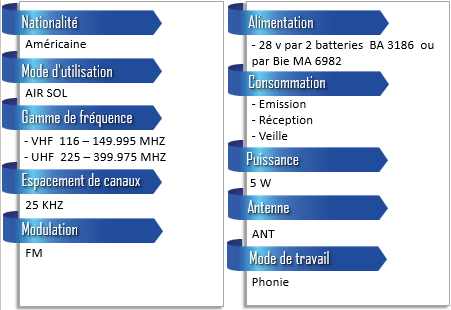 Nationalité
Américaine
Mode d'utilisation
AIR SOL
Gamme de fréquence
- VHF 116 – 149.995 MHZ
- UHF 225 – 399.975 MHZ
Espacement de canaux
25 KHZ
Modulation
FM
Alimentation
- 28 v par 2 batteries BA 3186 ou
par Bie MA 6982
Consommation
- Emission
- Réception
- Veille
Puissance
5 W
Antenne
ANT
Mode de travail
Phonie